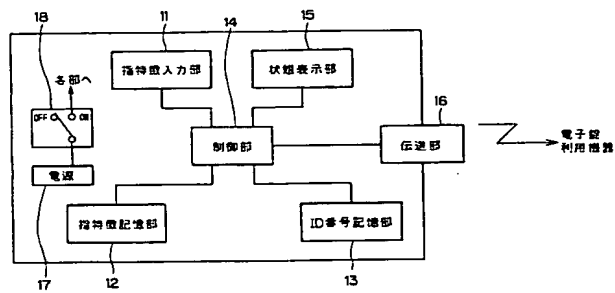 18
11
15
各部へ
指特徴入力部
状態表示部
14
16
OFF
ON
制御部
伝送部
電子錠
利用機器
電源
指特徴記憶部
ID番号記憶部
17
12
13